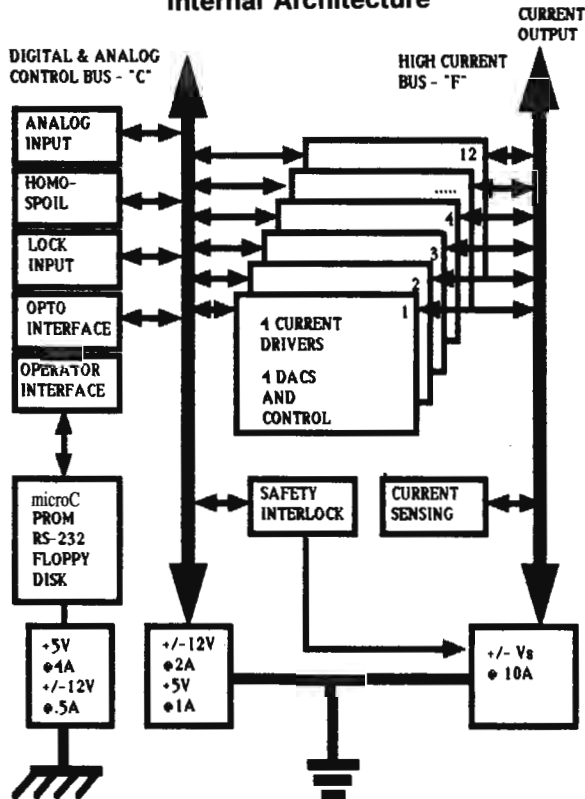 Internal Architecture
CURRENT
OUTPUT
DIGITAL & ANALOG
CONTROL BUS - "C"
HIGH CURRENT
BUS - "F"
ANALOG
INPUT
HOMO-
SPOIL
LOCK
INPUT
OPTO
INTERFACE
OPERATOR
INTERFACE
12
.....
4
3
2
1
4 CURRENT
DRIVERS
4 DACS
AND
CONTROL
microC
PROM
RS-232
FLOPPY
DISK
SAFETY
INTERLOCK
CURRENT
SENSING
+5V
@4A
+/-12V
@.5A
+/-12V
@2A
+5V
@1A
+/- Vs
@ 10A